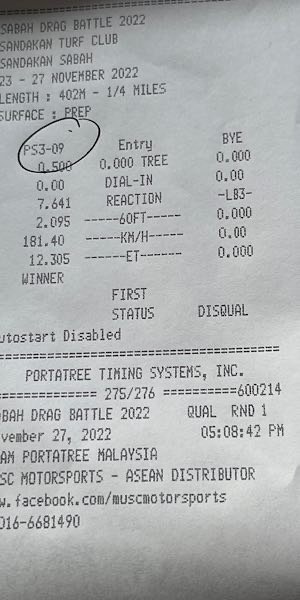 SABAH DRAG BATTLE 2022
SANDAKAN TURF CLUB
SANDAKAN SABAH
23 - 27 NOVEMBER 2022
LENGTH : 402M - 1/4 MILES
SURFACE : PREP
PS3-09 Entry BYE
0.500 0.000 TREE 0.000
0.00 DIAL-IN 0.00
7.641 REACTION -LB3-
2.095 ------60FT------ 0.000
181.40 ------KM/H------ 0.00
12.305 ------ET------ 0.000
WINNER
FIRST
STATUS DISQUAL
utostart Disabled
========================================
PORTATREE TIMING SYSTEMS, INC.
============== 275/276 ==========600214
BAH DRAG BATTLE 2022 QUAL RND 1
vember 27, 2022 05:08:42 PM
AM PORTATREE MALAYSIA
SC MOTORSPORTS - ASEAN DISTRIBUTOR
w.facebook.com/muscmotorsports
016-6681490